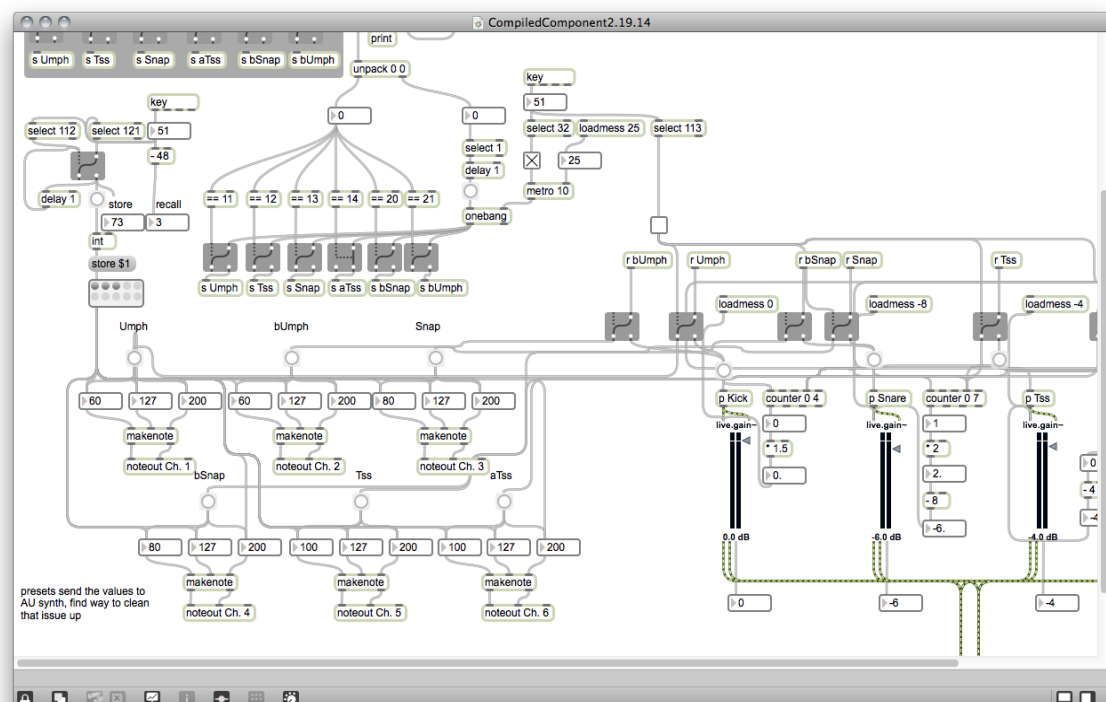 CompiledComponent2.19.14
print
s Umph s Tss s Snap s aTss s bSnap s bUmph
unpack 0 0
key
key
51
0 0
select 112 select 121 51
select 32 loadmess 25 select 113
select 1
- 48
25
delay 1
metro 10
delay 1
== 11 == 12 == 13 == 14 == 20 == 21
store recall
73 3
onebang
int
store $1
r bUmph r Umph r bSnap r Snap r Tss
s Umph s Tss s Snap s aTss s bSnap s bUmph
loadmess 0 loadmess -8 loadmess -4
Umph bUmph Snap
60 127 200 60 127 200 80 127 200
p Kick counter 0 4 p Snare counter 0 7 p Tss
live.gain~ live.gain~ live.gain~
0 1
makenote makenote makenote
* 1.5 * 2
noteout Ch. 1 noteout Ch. 2 noteout Ch. 3
0
0. 2.
bSnap Tss aTss
- 4
- 8
-4
-6.
0.0 dB -6.0 dB -4.0 dB
80 127 200 100 127 200 100 127 200
makenote makenote makenote
presets send the values to
AU synth, find way to clean
that issue up
0 -6 -4
noteout Ch. 4 noteout Ch. 5 noteout Ch. 6